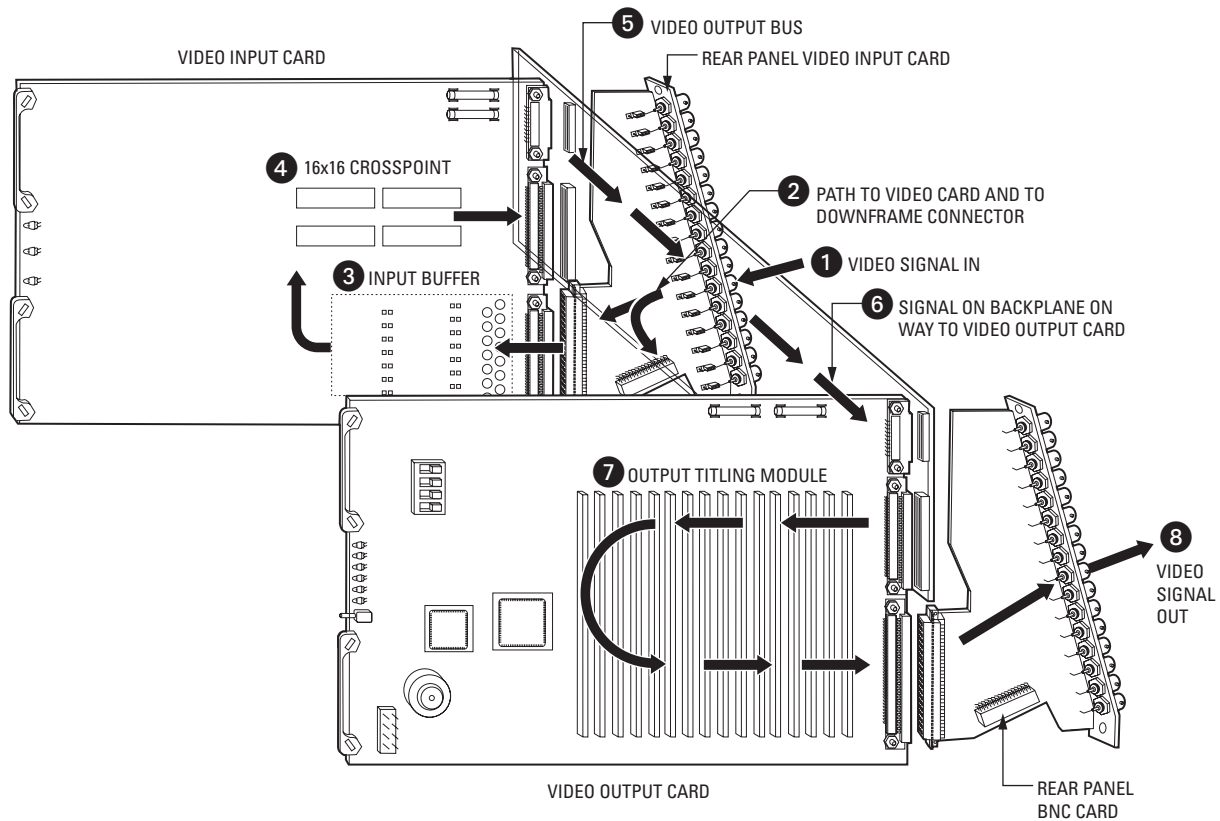 5 VIDEO OUTPUT BUS
VIDEO INPUT CARD
REAR PANEL VIDEO INPUT CARD
4 16x16 CROSSPOINT
2 PATH TO VIDEO CARD AND TO
DOWNFRAME CONNECTOR
1 VIDEO SIGNAL IN
3 INPUT BUFFER
6 SIGNAL ON BACKPLANE ON
WAY TO VIDEO OUTPUT CARD
7 OUTPUT TITLING MODULE
8
VIDEO
SIGNAL
OUT
VIDEO OUTPUT CARD
REAR PANEL
BNC CARD